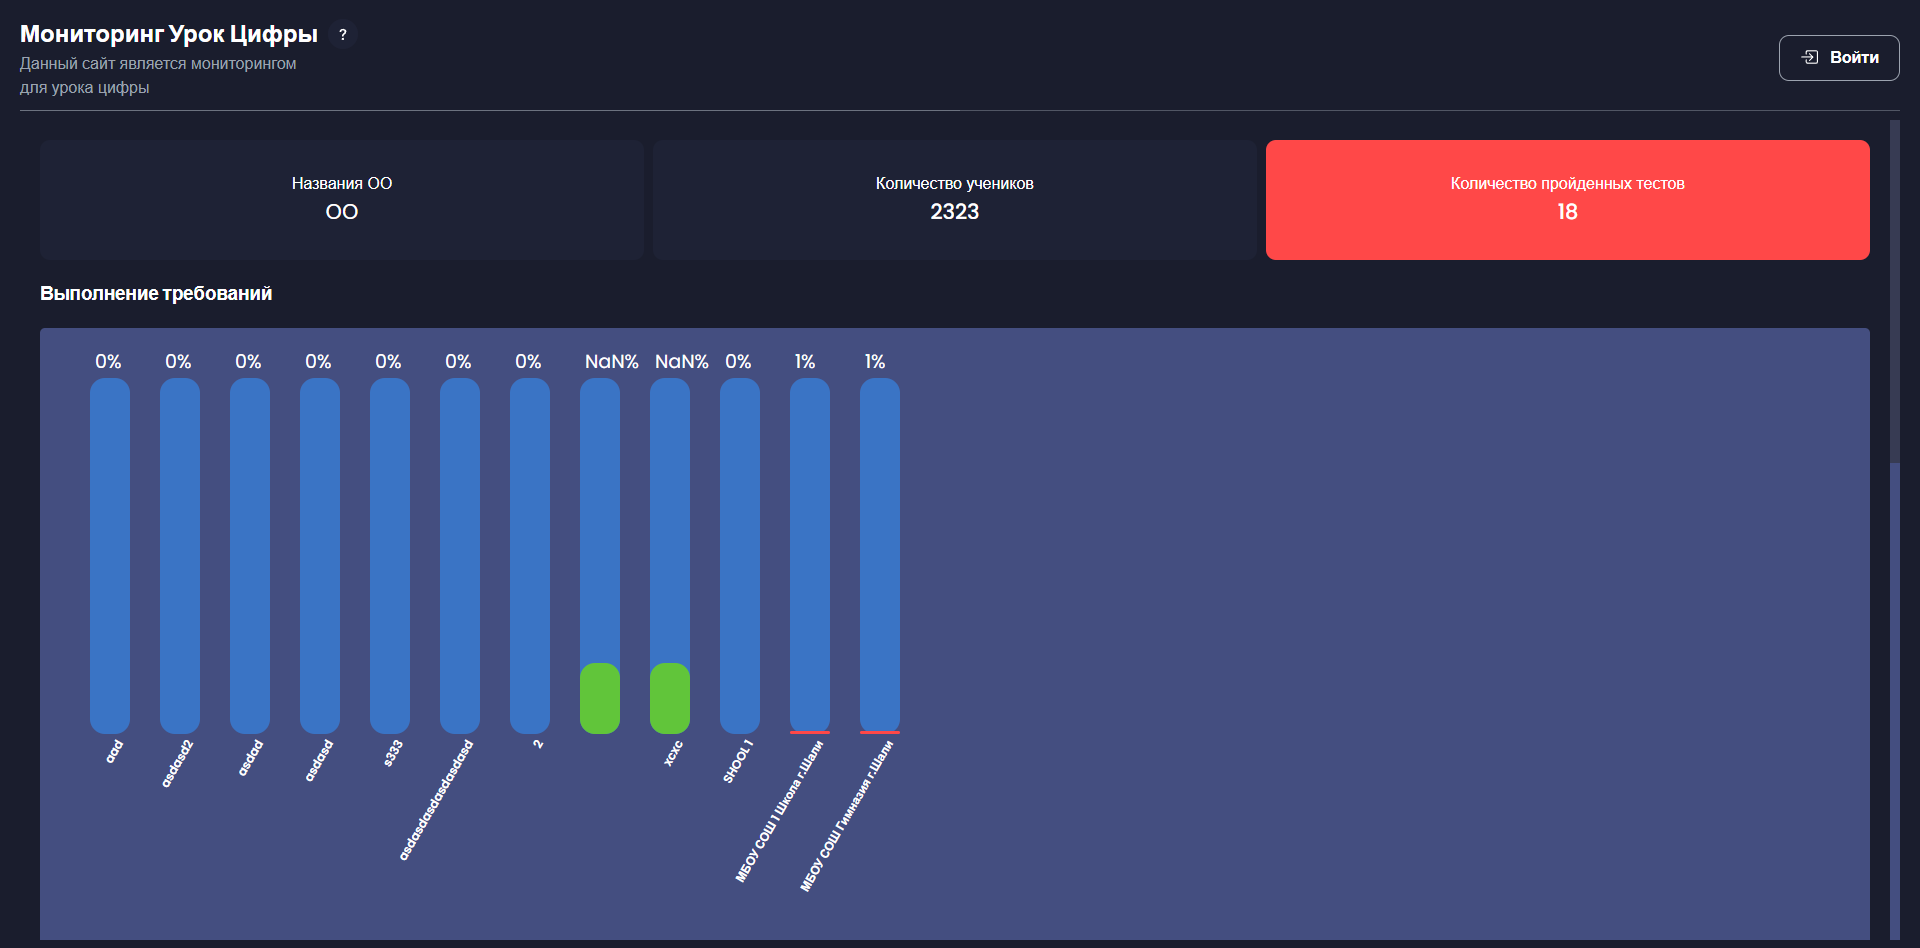 Мониторинг Урок Цифры ?
Данный сайт является мониторингом
для урока цифры
Войти
Названия ОО
ОО
Количество учеников
2323
Количество пройденных тестов
18
Выполнение требований
0% 0% 0% 0% 0% 0% 0% NaN% NaN% 0% 1% 1%
aad
asdasd2
asdad
asdasd
s333
asdasdasdasdasdasd
2
xcxc
SHOOL 1
МБОУ СОШ 1 Школа г.Шали
МБОУ СОШ Гимназия г.Шали